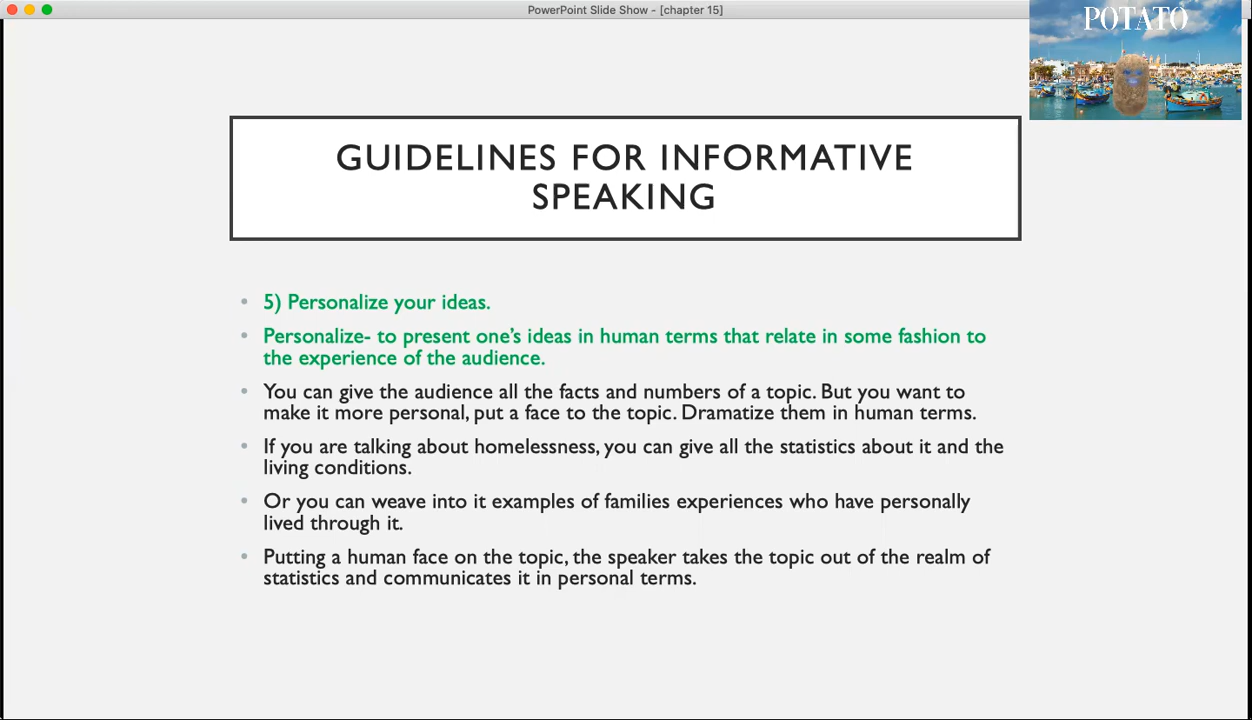 PowerPoint Slide Show - [chapter 15]
POTATO
GUIDELINES FOR INFORMATIVE
SPEAKING
• 5) Personalize your ideas.
• Personalize- to present one's ideas in human terms that relate in some fashion to
the experience of the audience.
• You can give the audience all the facts and numbers of a topic. But you want to
make it more personal, put a face to the topic. Dramatize them in human terms.
• If you are talking about homelessness, you can give all the statistics about it and the
living conditions.
• Or you can weave into it examples of families experiences who have personally
lived through it.
• Putting a human face on the topic, the speaker takes the topic out of the realm of
statistics and communicates it in personal terms.